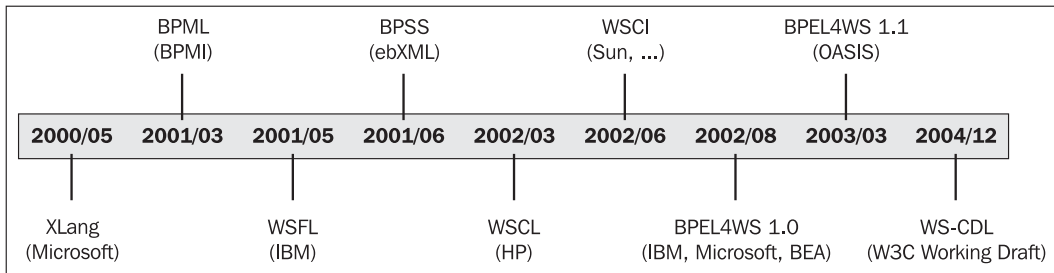 BPML
(BPMI)
BPSS
(ebXML)
WSCI
(Sun, ...)
BPEL4WS 1.1
(OASIS)
2000/05 2001/03 2001/05 2001/06 2002/03 2002/06 2002/08 2003/03 2004/12
XLang
(Microsoft)
WSFL
(IBM)
WSCL
(HP)
BPEL4WS 1.0
(IBM, Microsoft, BEA)
WS-CDL
(W3C Working Draft)